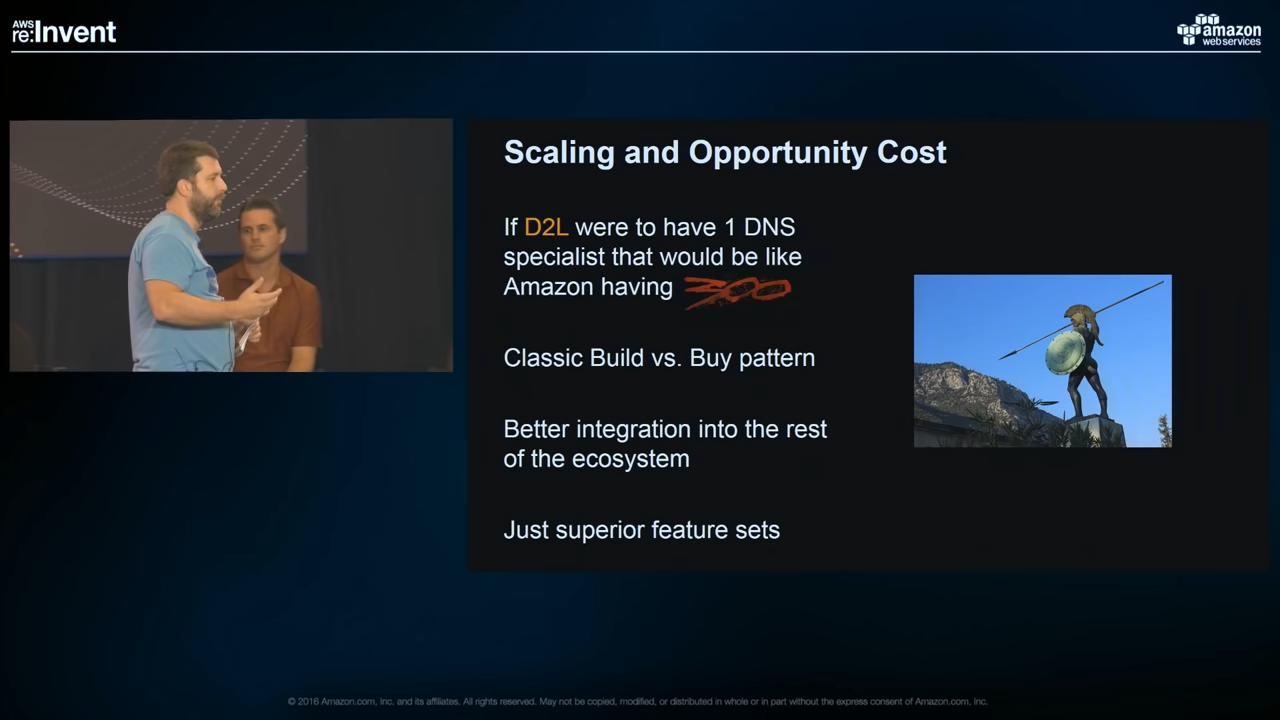 AWS
re:Invent
amazon
web services
Scaling and Opportunity Cost
If D2L were to have 1 DNS
specialist that would be like
Amazon having 300
Classic Build vs. Buy pattern
Better integration into the rest
of the ecosystem
Just superior feature sets
© 2016 Amazon.com, Inc. and its affiliates. All rights reserved. May not be copied, modified, or distributed in whole or in part without the express consent of Amazon.com, Inc.